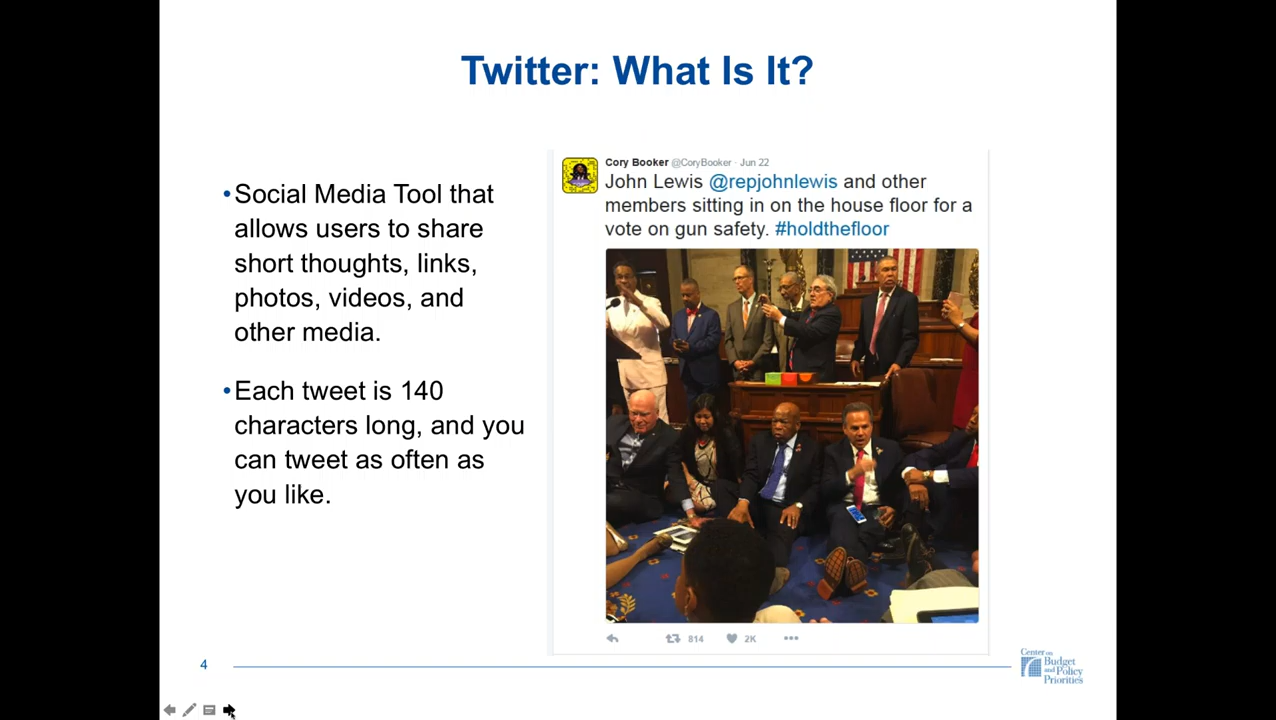 Twitter: What Is It?
•Social Media Tool that
allows users to share
short thoughts, links,
photos, videos, and
other media.
•Each tweet is 140
characters long, and you
can tweet as often as
you like.
Cory Booker @CoryBooker · Jun 22
John Lewis @repjohnlewis and other
members sitting in on the house floor for a
vote on gun safety. #holdthefloor
814 2K
4
Center on
Budget
and Policy
Priorities